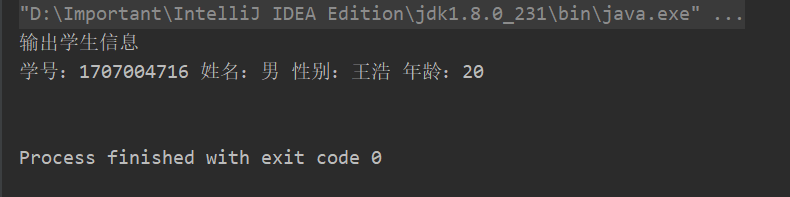 "D:\Important\IntelliJ IDEA Edition\jdk1.8.0_231\bin\java.exe" ...
输出学生信息
学号：1707004716 姓名：男 性别：王浩 年龄：20
Process finished with exit code 0